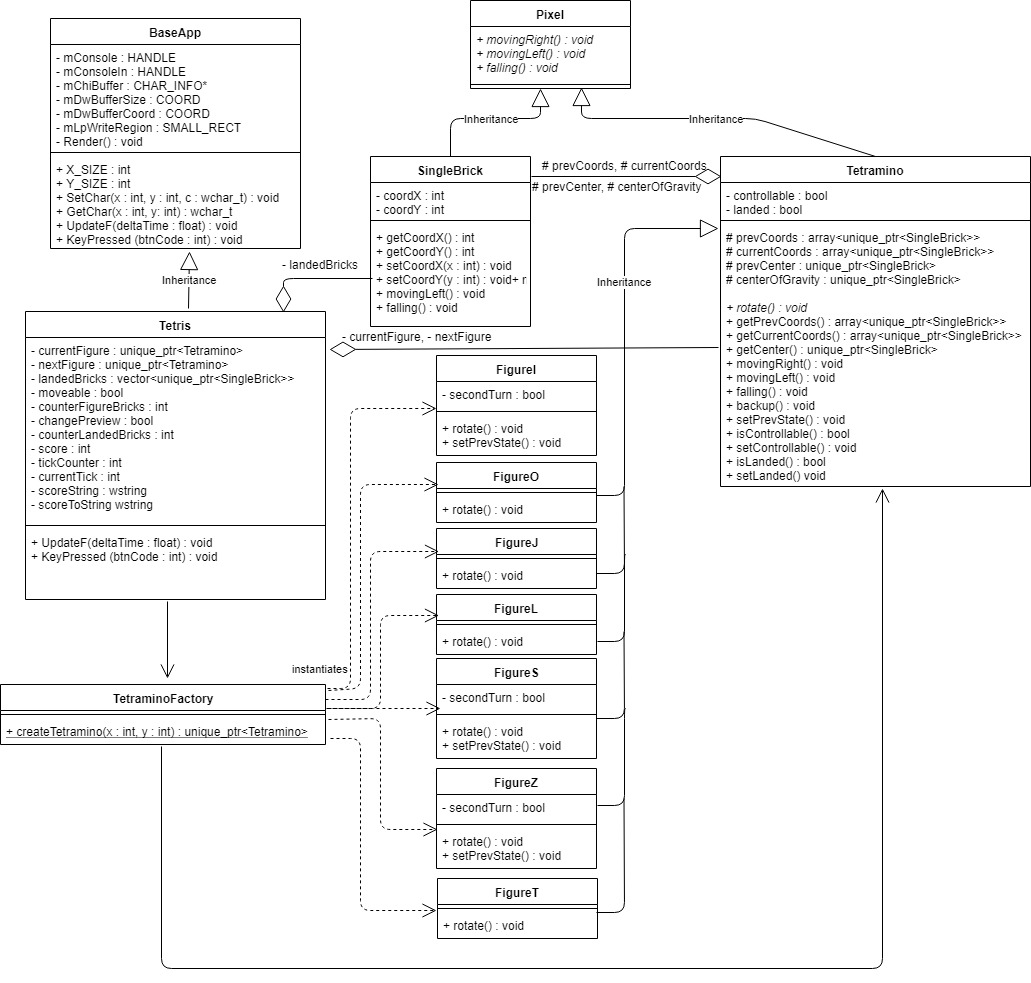 Pixel
+ movingRight() : void
+ movingLeft() : void
+ falling() : void
BaseApp
- mConsole : HANDLE
- mConsoleIn : HANDLE
- mChiBuffer : CHAR_INFO*
- mDwBufferSize : COORD
- mDwBufferCoord : COORD
- mLpWriteRegion : SMALL_RECT
- Render() : void
+ X_SIZE : int
+ Y_SIZE : int
+ SetChar(x : int, y : int, c : wchar_t) : void
+ GetChar(x : int, y: int) : wchar_t
+ UpdateF(deltaTime : float) : void
+ KeyPressed (btnCode : int) : void
Inheritance
Inheritance
Inheritance
SingleBrick
- coordX : int
- coordY : int
+ getCoordX() : int
+ getCoordY() : int
+ setCoordX(x : int) : void
+ setCoordY(y : int) : void+ r
+ movingLeft() : void
+ falling() : void
# prevCoords, # currentCoords
# prevCenter, # centerOfGravity
Tetramino
- controllable : bool
- landed : bool
# prevCoords : array<unique_ptr<SingleBrick>>
# currentCoords : array<unique_ptr<SingleBrick>>
# prevCenter : unique_ptr<SingleBrick>
# centerOfGravity : unique_ptr<SingleBrick>
+ rotate() : void
+ getPrevCoords() : array<unique_ptr<SingleBrick>>
+ getCurrentCoords() : array<unique_ptr<SingleBrick>>
+ getCenter() : unique_ptr<SingleBrick>
+ movingRight() : void
+ movingLeft() : void
+ falling() : void
+ backup() : void
+ setPrevState() : void
+ isControllable() : bool
+ setControllable() : void
+ isLanded() : bool
+ setLanded() void
- landedBricks
Inheritance
- currentFigure, - nextFigure
Tetris
- currentFigure : unique_ptr<Tetramino>
- nextFigure : unique_ptr<Tetramino>
- landedBricks : vector<unique_ptr<SingleBrick>>
- moveable : bool
- counterFigureBricks : int
- changePreview : bool
- counterLandedBricks : int
- score : int
- tickCounter : int
- currentTick : int
- scoreString : wstring
- scoreToString wstring
+ UpdateF(deltaTime : float) : void
+ KeyPressed (btnCode : int) : void
FigureI
- secondTurn : bool
+ rotate() : void
+ setPrevState() : void
FigureO
+ rotate() : void
FigureJ
+ rotate() : void
FigureL
+ rotate() : void
FigureS
- secondTurn : bool
+ rotate() : void
+ setPrevState() : void
FigureZ
- secondTurn : bool
+ rotate() : void
+ setPrevState() : void
FigureT
+ rotate() : void
instantiates
TetraminoFactory
+ createTetramino(x : int, y : int) : unique_ptr<Tetramino>